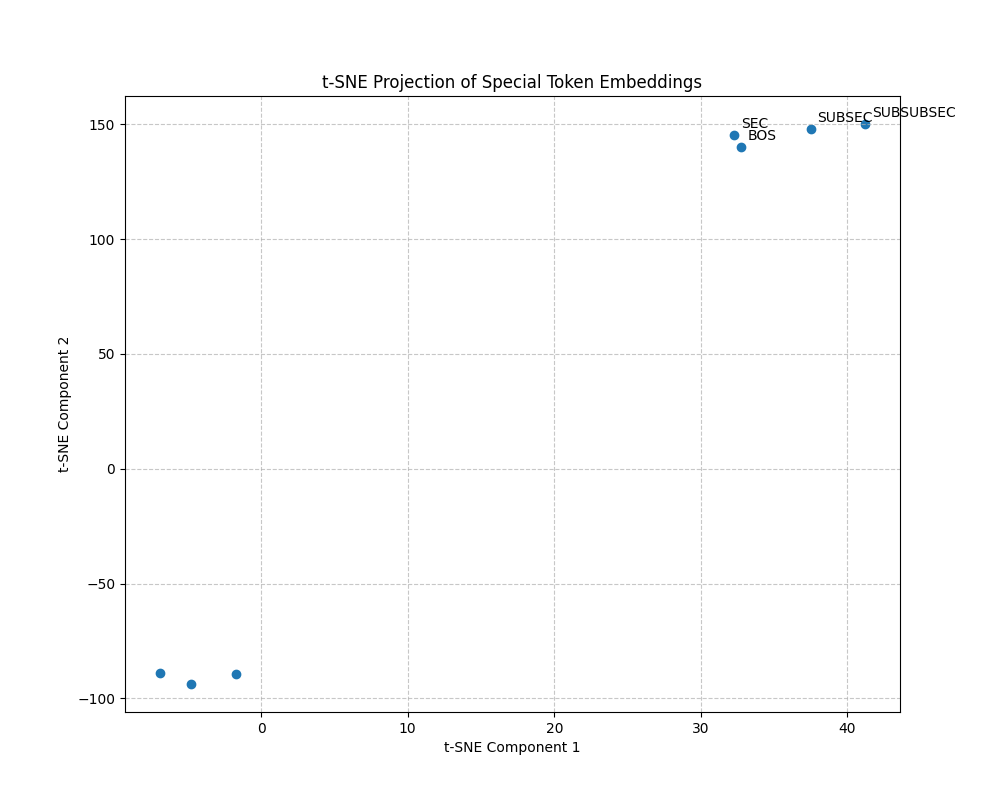 t-SNE Projection of Special Token Embeddings
SUBSUBSEC
SUBSEC
SEC
BOS
150
100
50
0
−50
−100
t-SNE Component 2
0
10
20
30
40
t-SNE Component 1